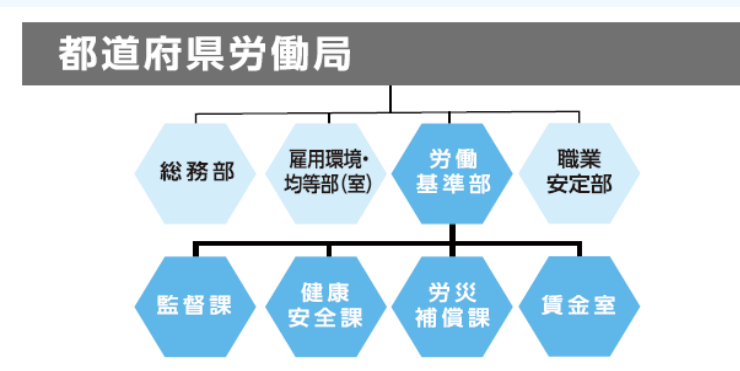 都道府県労働局
総務部
雇用環境・
均等部(室)
労働
基準部
職業
安定部
監督課
健康
安全課
労災
補償課
賃金室